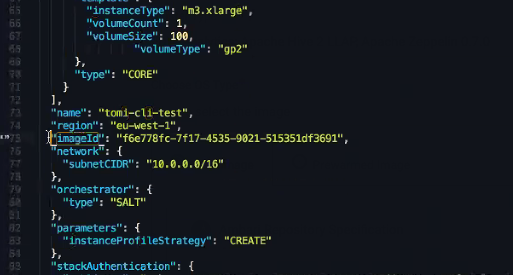 65 "instanceType": "m3.xlarge",
66 "volumeCount": 1,
67 "volumeSize": 100,
68 "volumeType": "gp2"
69 },
70 "type": "CORE"
71 }
72 ],
73 "name": "tomi-cli-test",
74 "region": "eu-west-1",
75 "imageId": "f6e778fc-7f17-4535-9021-515351df3691",
76 "network": {
77 "subnetCIDR": "10.0.0.0/16"
78 },
79 "orchestrator": {
80 "type": "SALT"
81 },
82 "parameters": {
83 "instanceProfileStrategy": "CREATE"
84 },
85 "stackAuthentication": {